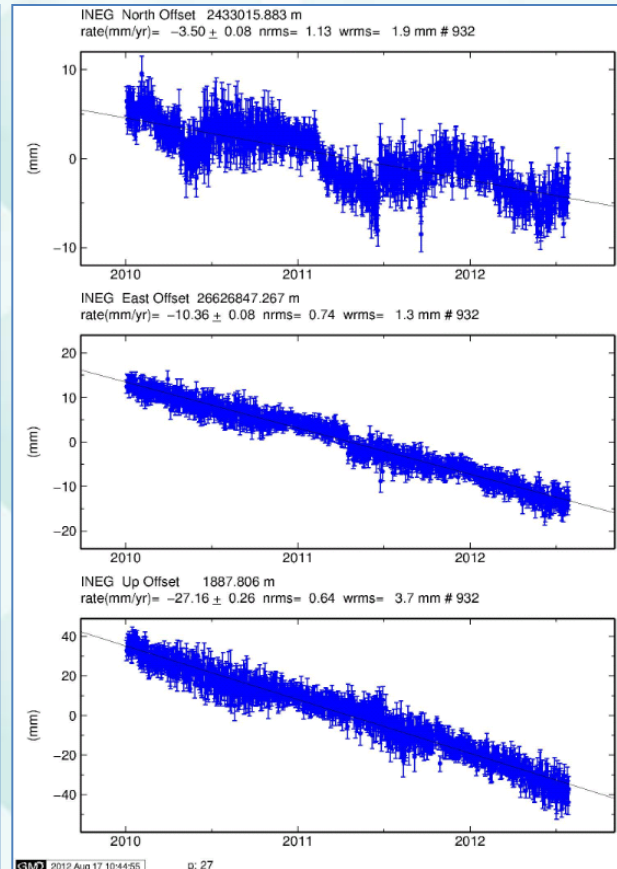 INEG North Offset 2433015.883 m
rate(mm/yr)= −3.50 ± 0.08 nrms= 1.13 wrms= 1.9 mm # 932
10
0
−10
(mm)
2010 2011 2012
INEG East Offset 26626847.267 m
rate(mm/yr)= −10.36 ± 0.08 nrms= 0.74 wrms= 1.3 mm # 932
20
10
0
−10
−20
(mm)
2010 2011 2012
INEG Up Offset 1887.806 m
rate(mm/yr)= −27.16 ± 0.26 nrms= 0.64 wrms= 3.7 mm # 932
40
20
0
−20
−40
(mm)
2010 2011 2012
GMD 2012 Aug 17 10:44:55 p: 27